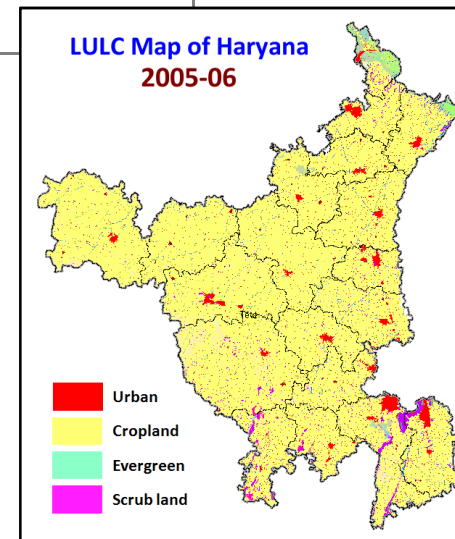 LULC Map of Haryana
2005-06
Urban
Cropland
Evergreen
Scrub land